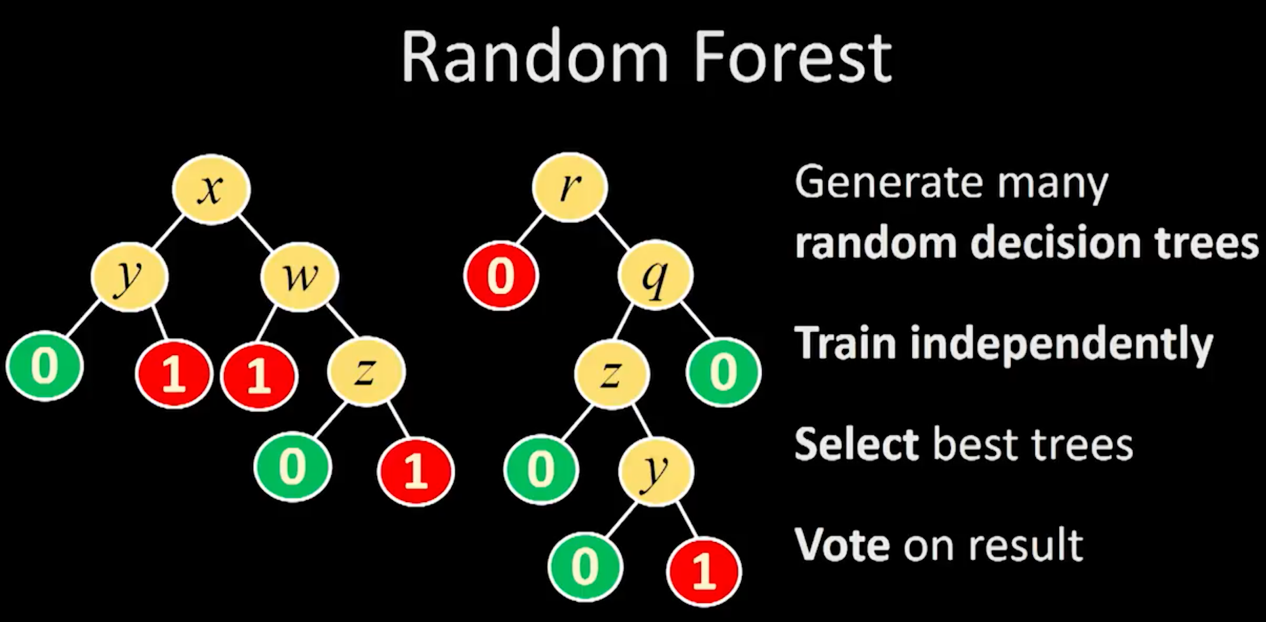 Random Forest
x
y
w
0
1
1
z
0
1
r
0
q
z
0
0
y
0
1
Generate many
random decision trees
Train independently
Select best trees
Vote on result